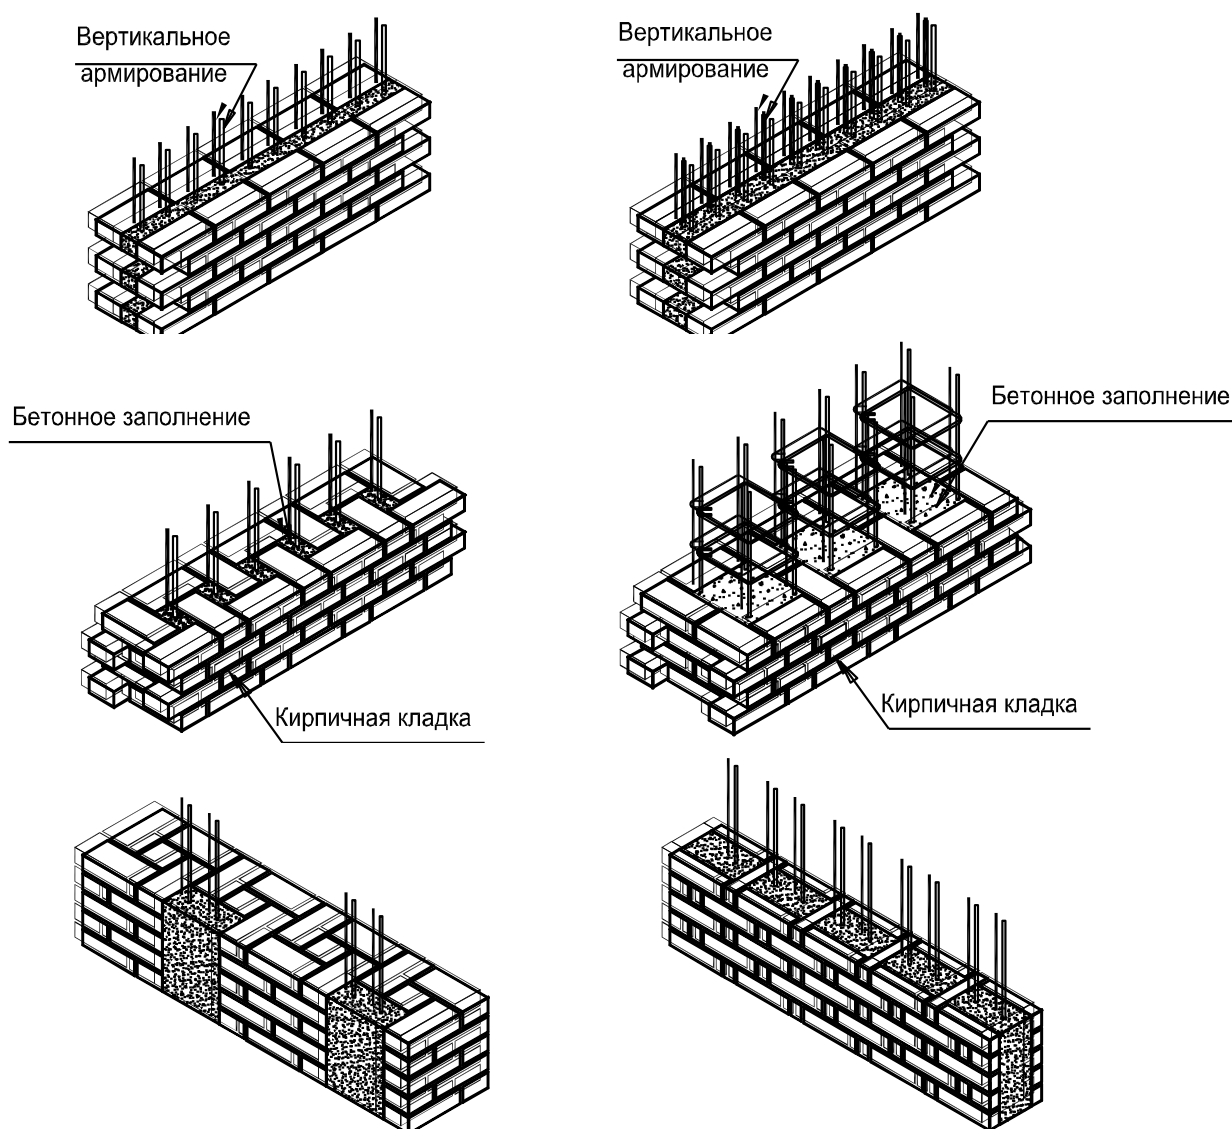 Вертикальное
армирование
Вертикальное
армирование
Бетонное заполнение
Бетонное заполнение
Кирпичная кладка
Кирпичная кладка